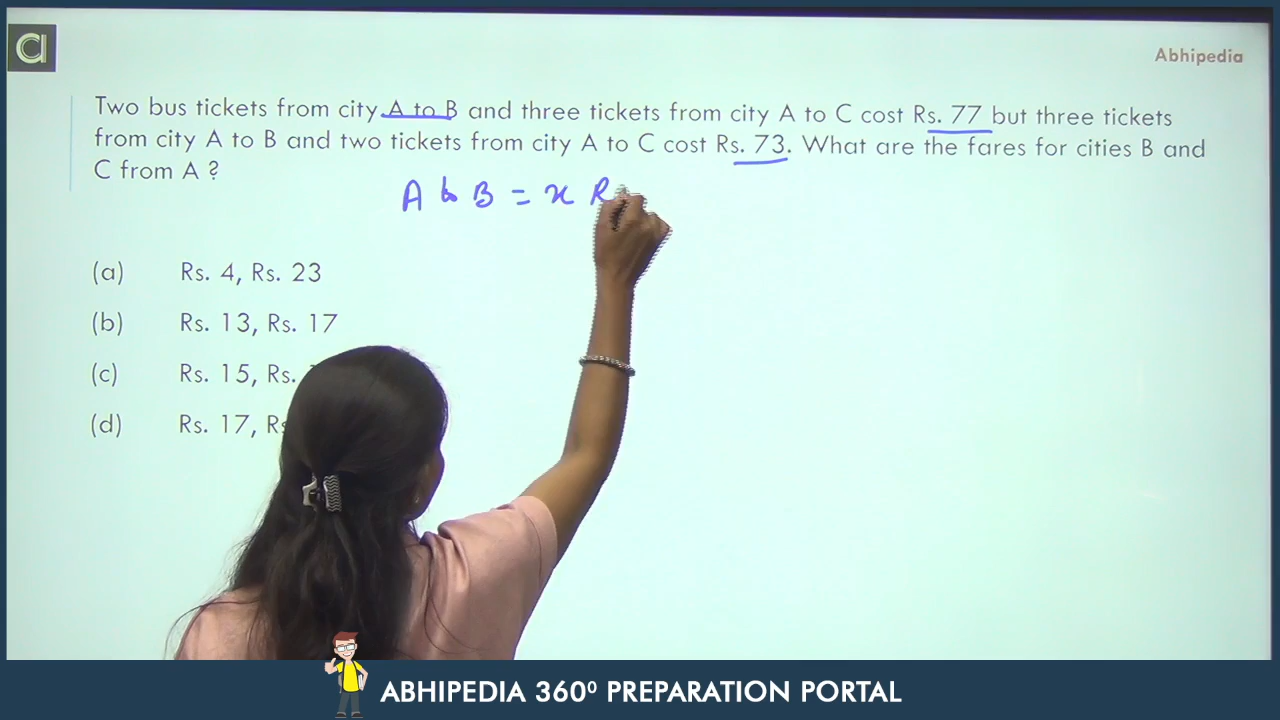 Abhipedia
Two bus tickets from city A to B and three tickets from city A to C cost Rs. 77 but three tickets
from city A to B and two tickets from city A to C cost Rs. 73. What are the fares for cities B and
C from A ?
A to B = x R
(a) Rs. 4, Rs. 23
(b) Rs. 13, Rs. 17
(c) Rs. 15, Rs.
(d) Rs. 17,
ABHIPEDIA 360⁰ PREPARATION PORTAL